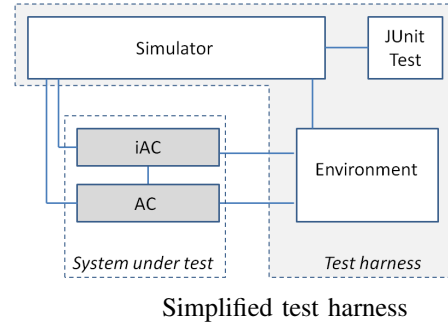 Simulator
JUnit
Test
iAC
AC
Environment
System under test
Test harness
Simplified test harness